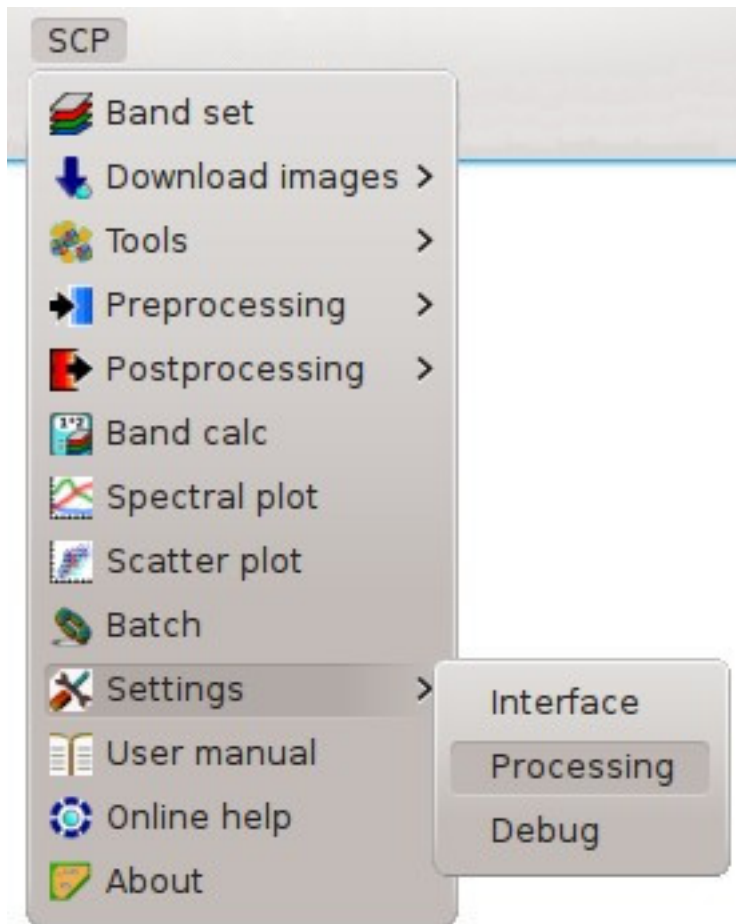 SCP
Band set
Download images
Tools
Preprocessing
Postprocessing
Band calc
Spectral plot
Scatter plot
Batch
Settings
Interface
Processing
Debug
User manual
Online help
About